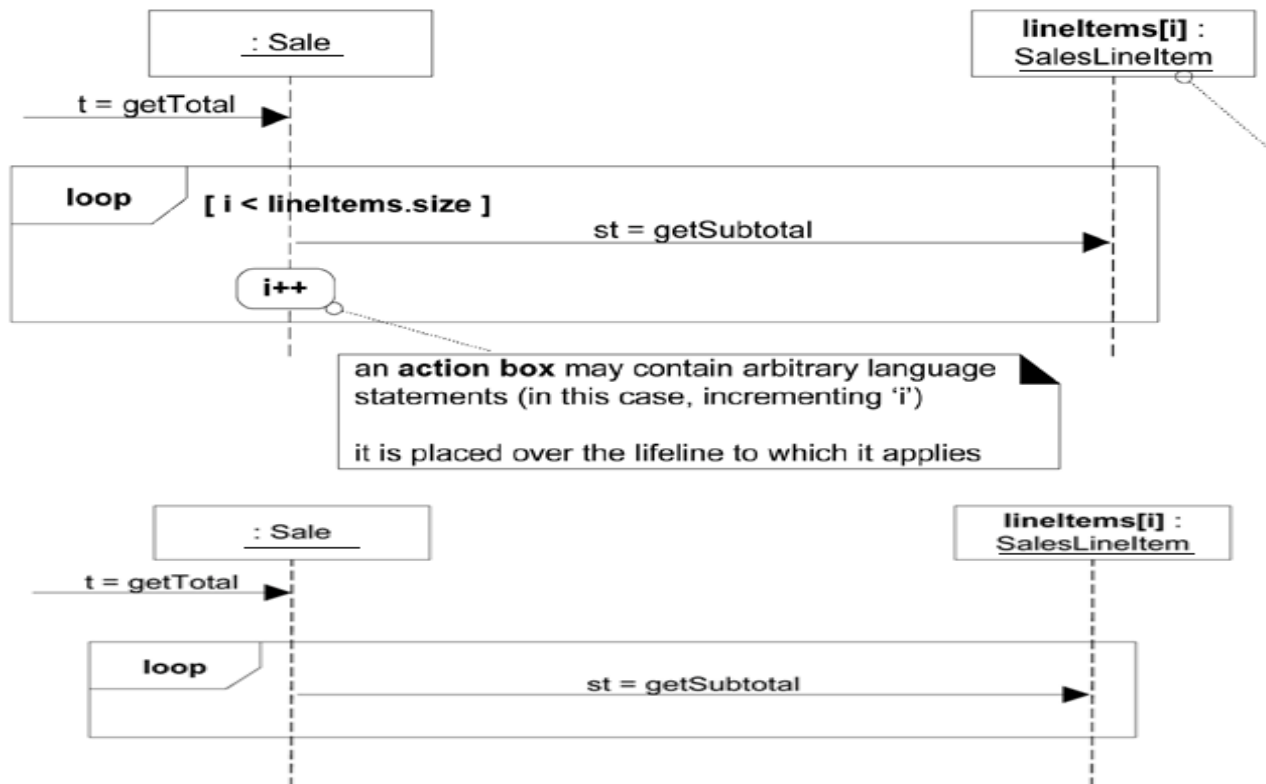 : Sale
lineItems[i] :
SalesLineItem
t = getTotal
loop
[ i < lineItems.size ]
st = getSubtotal
i++
an action box may contain arbitrary language
statements (in this case, incrementing ‘i’)
it is placed over the lifeline to which it applies
: Sale
lineItems[i] :
SalesLineItem
t = getTotal
loop
st = getSubtotal